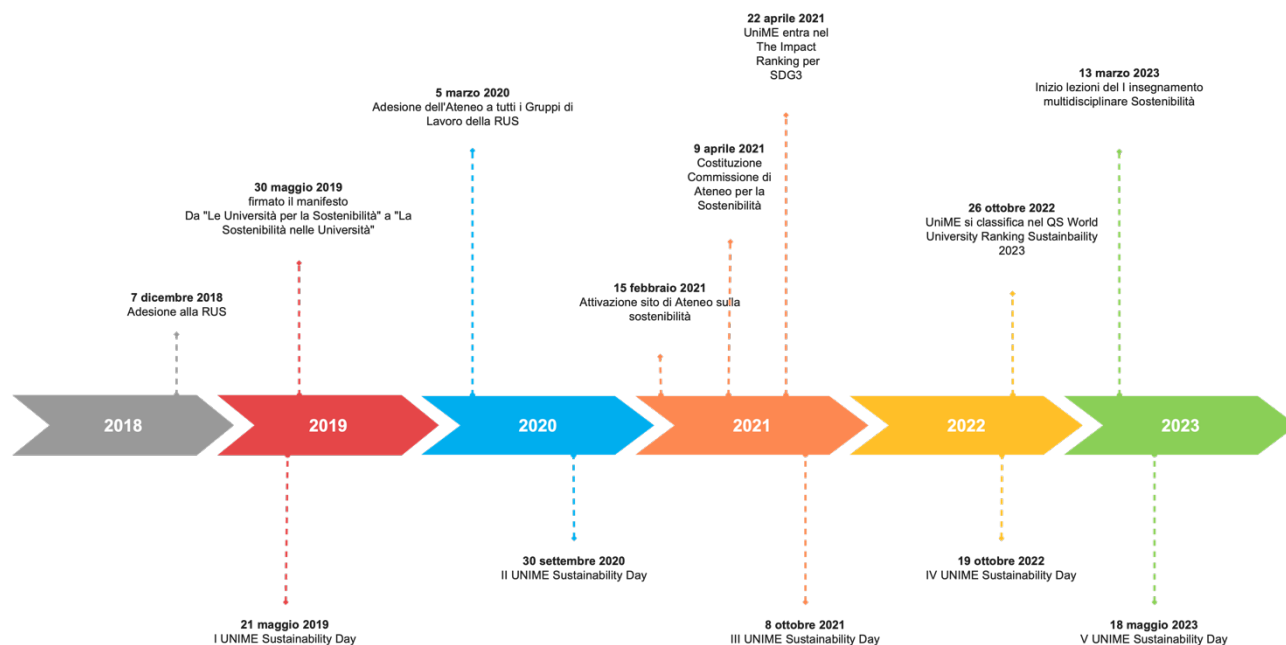 22 aprile 2021
UniME entra nel
The Impact
Ranking per
SDG3
13 marzo 2023
Inizio lezioni del I insegnamento
multidisciplinare Sostenibilità
5 marzo 2020
Adesione dell'Ateneo a tutti i Gruppi di
Lavoro della RUS
9 aprile 2021
Costituzione
Commissione di
Ateneo per la
Sostenibilità
30 maggio 2019
firmato il manifesto
Da "Le Università per la Sostenibilità" a "La
Sostenibilità nelle Università"
26 ottobre 2022
UniME si classifica nel QS World
University Ranking Sustainbaility
2023
7 dicembre 2018
Adesione alla RUS
15 febbraio 2021
Attivazione sito di Ateneo sulla
sostenibilità
2018
2019
2020
2021
2022
2023
30 settembre 2020
II UNIME Sustainability Day
19 ottobre 2022
IV UNIME Sustainability Day
21 maggio 2019
I UNIME Sustainability Day
8 ottobre 2021
III UNIME Sustainability Day
18 maggio 2023
V UNIME Sustainability Day